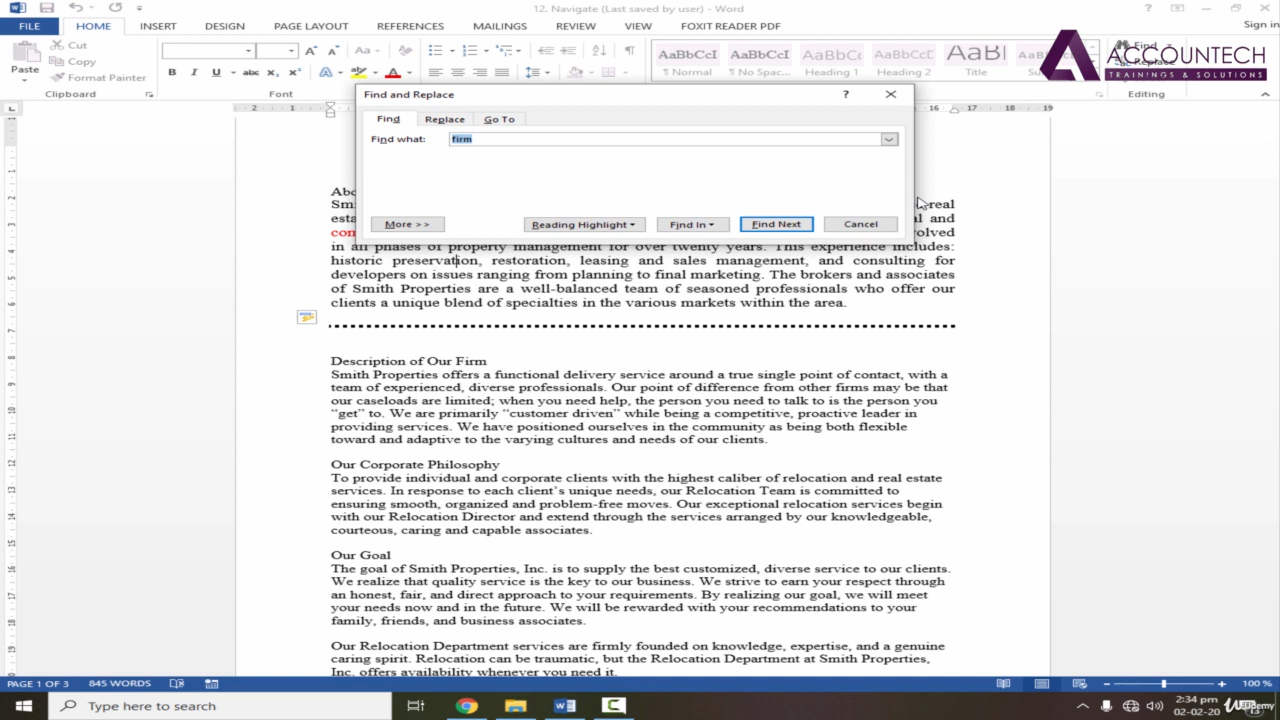 12. Navigate (Last saved by user) - Word
Sign in
FILE HOME INSERT DESIGN PAGE LAYOUT REFERENCES MAILINGS REVIEW VIEW FOXIT READER PDF
ACCOUNTECH
TRAININGS & SOLUTIONS
Paste
Cut
Copy
Format Painter
Clipboard
Font
AaBbCcI AaBbCcI AaBbCc AaBbCcI AaBl
¶ Normal ¶ No Spac... Heading 1 Heading 2 Title
Find
Replace
Editing
Find and Replace
Find Replace Go To
Find what: firm
More >> Reading Highlight Find In Find Next Cancel
2 1 16 17 18 19
real
and
in all phases of property management for over twenty years. This experience includes:
historic preservation, restoration, leasing and sales management, and consulting for
developers on issues ranging from planning to final marketing. The brokers and associates
of Smith Properties are a well-balanced team of seasoned professionals who offer our
clients a unique blend of specialties in the various markets within the area.
Description of Our Firm
Smith Properties offers a functional delivery service around a true single point of contact, with a
team of experienced, diverse professionals. Our point of difference from other firms may be that
our caseloads are limited; when you need help, the person you need to talk to is the person you
“get” to. We are primarily “customer driven” while being a competitive, proactive leader in
providing services. We have positioned ourselves in the community as being both flexible
toward and adaptive to the varying cultures and needs of our clients.
Our Corporate Philosophy
To provide individual and corporate clients with the highest caliber of relocation and real estate
services. In response to each client’s unique needs, our Relocation Team is committed to
ensuring smooth, organized and problem-free moves. Our exceptional relocation services begin
with our Relocation Director and extend through the services arranged by our knowledgeable,
courteous, caring and capable associates.
Our Goal
The goal of Smith Properties, Inc. is to supply the best customized, diverse service to our clients.
We realize that quality service is the key to our business. We strive to earn your respect through
an honest, fair, and direct approach to your requirements. By realizing our goal, we will meet
your needs now and in the future. We will be rewarded with your recommendations to your
family, friends, and business associates.
Our Relocation Department services are firmly founded on knowledge, expertise, and a genuine
caring spirit. Relocation can be traumatic, but the Relocation Department at Smith Properties,
Inc. offers availability whenever you need it.
PAGE 1 OF 3 845 WORDS 100 %
Type here to search
2:34 pm
02-02-20
Udemy